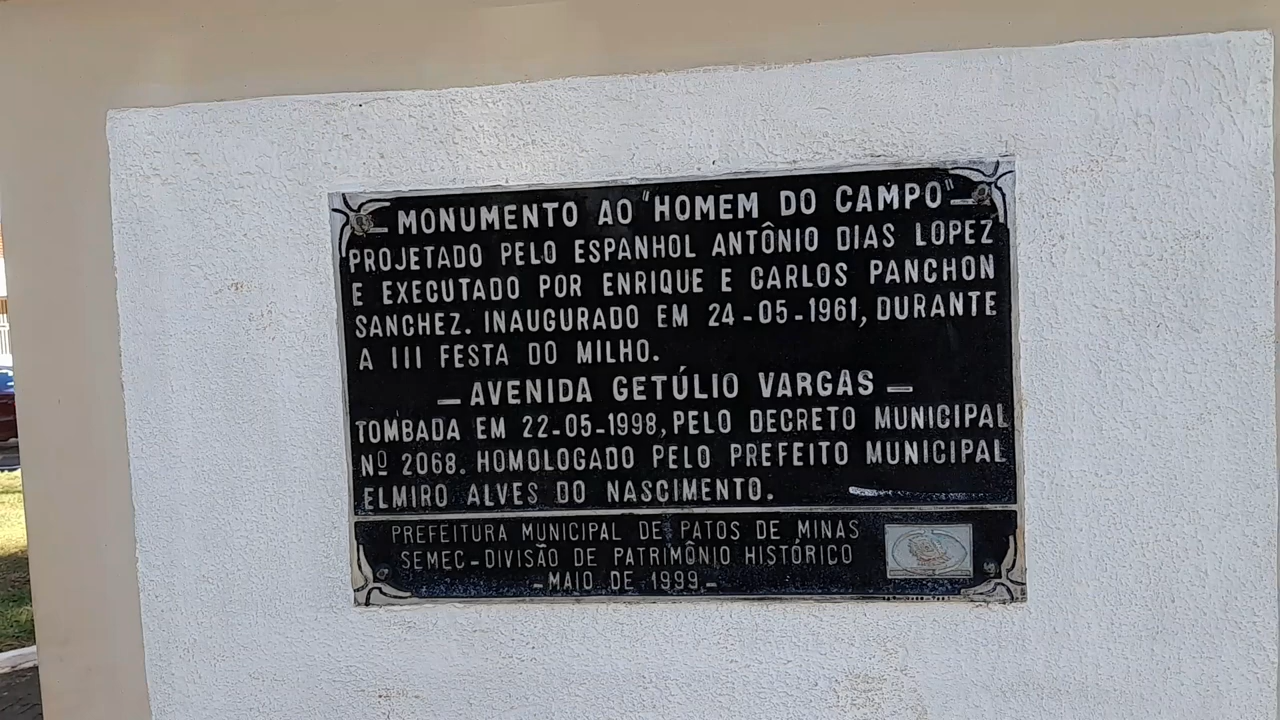 MONUMENTO AO "HOMEM DO CAMPO"
PROJETADO PELO ESPANHOL ANTÔNIO DIAS LOPEZ
E EXECUTADO POR ENRIQUE E CARLOS PANCHON
SANCHEZ. INAUGURADO EM 24-05-1961, DURANTE
A III FESTA DO MILHO.
— AVENIDA GETÚLIO VARGAS —
TOMBADA EM 22-05-1998, PELO DECRETO MUNICIPAL
Nº 2068. HOMOLOGADO PELO PREFEITO MUNICIPAL
ELMIRO ALVES DO NASCIMENTO.
PREFEITURA MUNICIPAL DE PATOS DE MINAS
SEMEC-DIVISÃO DE PATRIMÔNIO HISTÓRICO
-MAIO DE 1999-